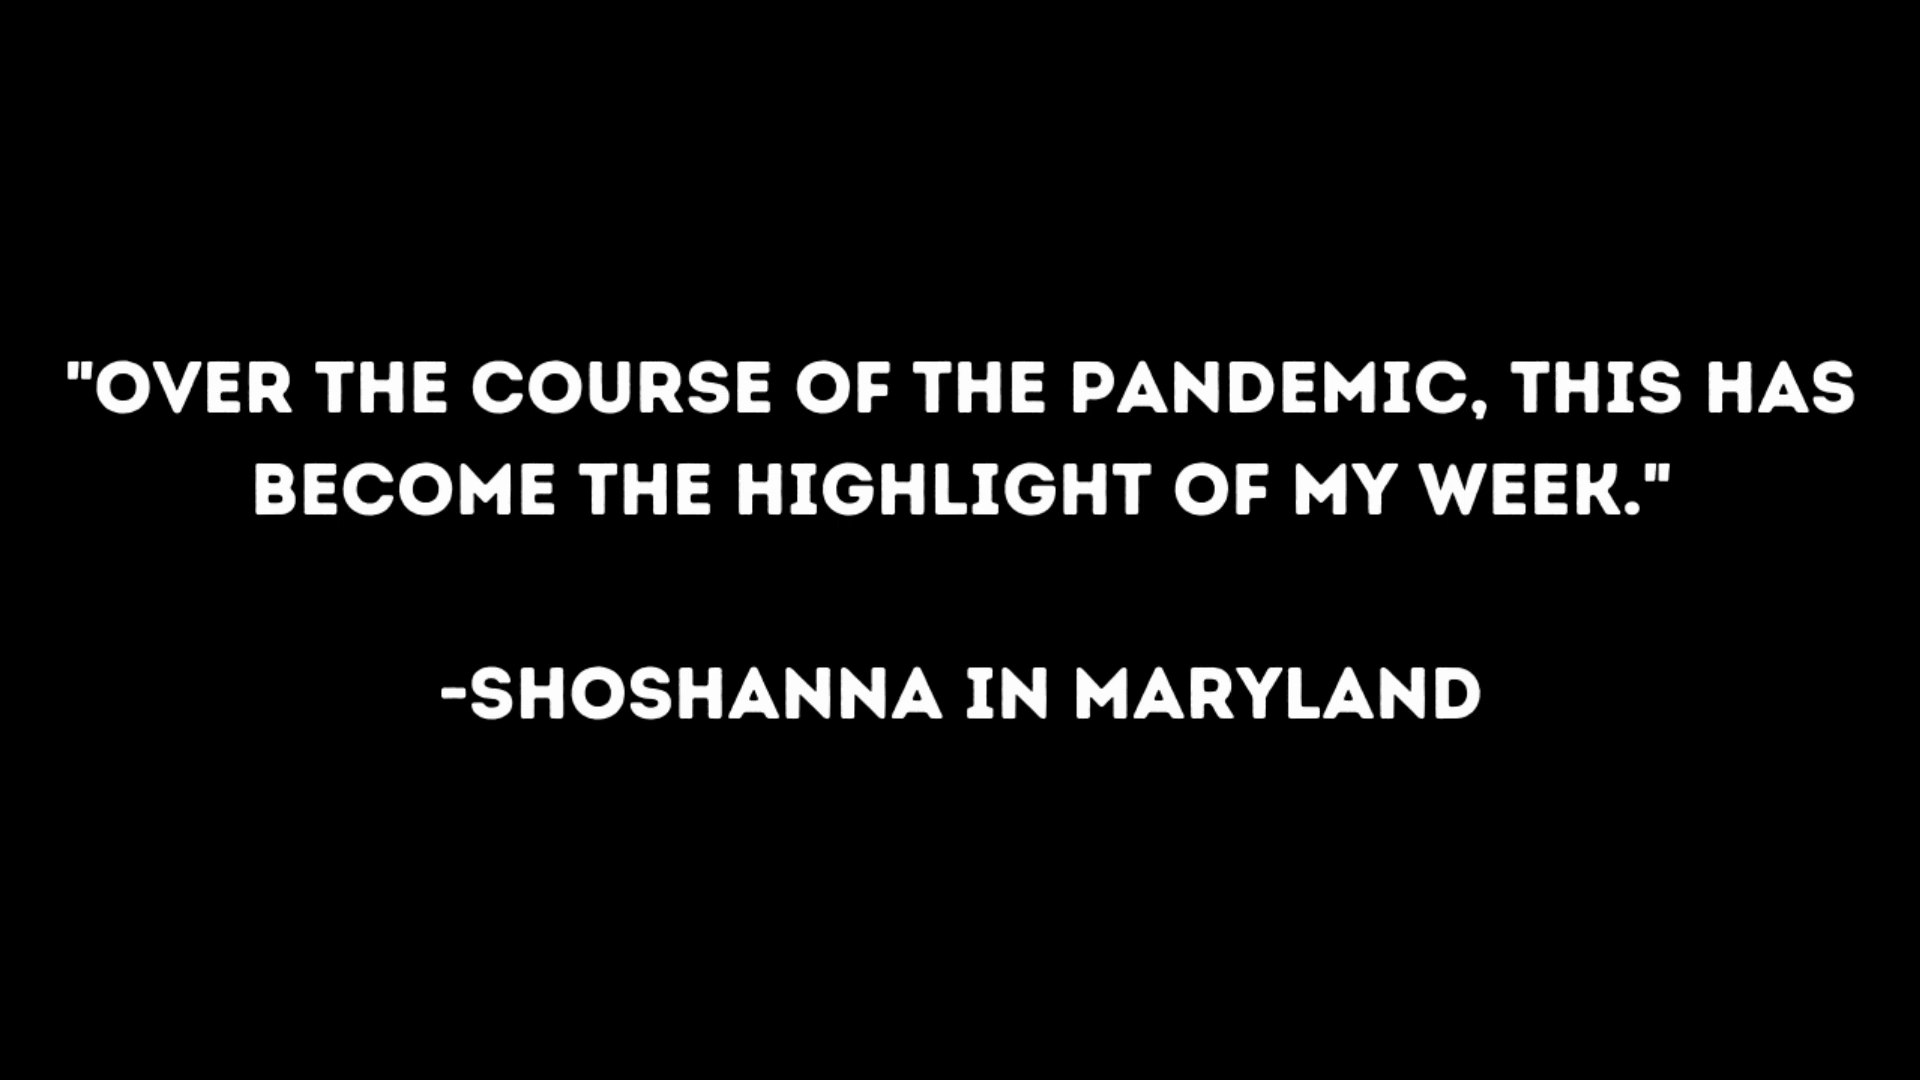 "OVER THE COURSE OF THE PANDEMIC, THIS HAS
BECOME THE HIGHLIGHT OF MY WEEK."
-SHOSHANNA IN MARYLAND